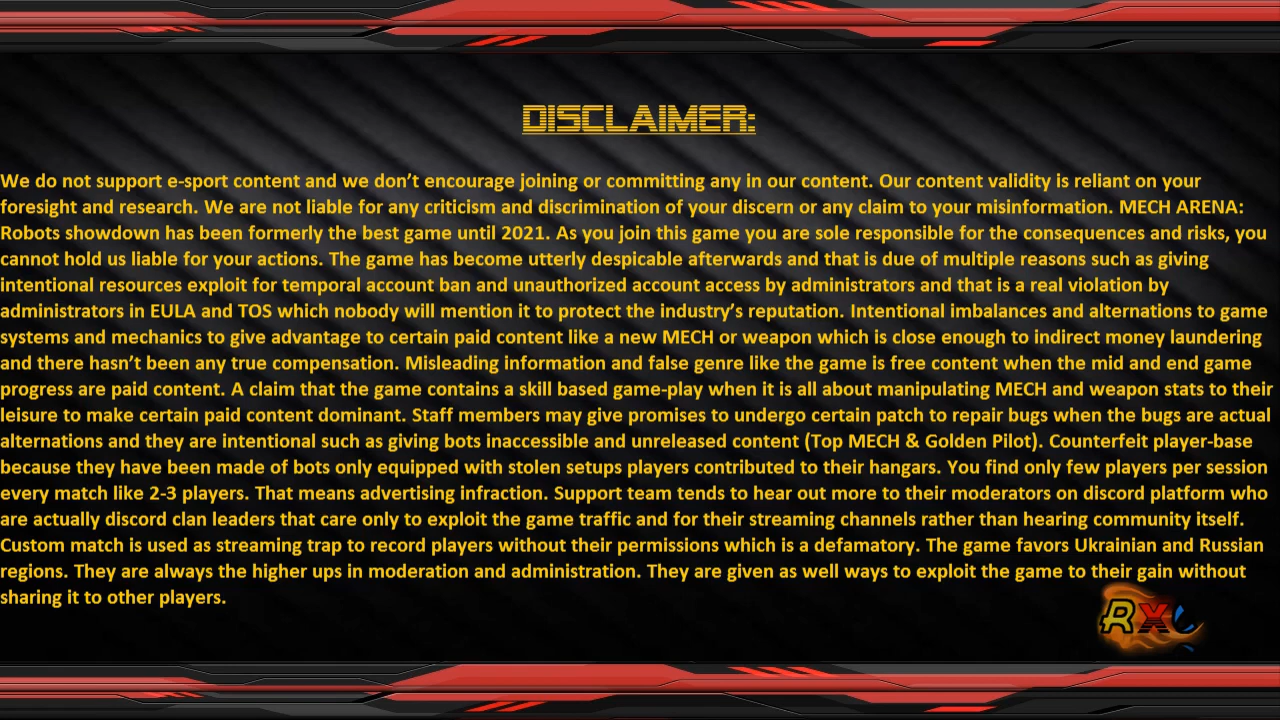 DISCLAIMER:
We do not support e-sport content and we don’t encourage joining or committing any in our content. Our content validity is reliant on your
foresight and research. We are not liable for any criticism and discrimination of your discern or any claim to your misinformation. MECH ARENA:
Robots showdown has been formerly the best game until 2021. As you join this game you are sole responsible for the consequences and risks, you
cannot hold us liable for your actions. The game has become utterly despicable afterwards and that is due of multiple reasons such as giving
intentional resources exploit for temporal account ban and unauthorized account access by administrators and that is a real violation by
administrators in EULA and TOS which nobody will mention it to protect the industry’s reputation. Intentional imbalances and alternations to game
systems and mechanics to give advantage to certain paid content like a new MECH or weapon which is close enough to indirect money laundering
and there hasn’t been any true compensation. Misleading information and false genre like the game is free content when the mid and end game
progress are paid content. A claim that the game contains a skill based game-play when it is all about manipulating MECH and weapon stats to their
leisure to make certain paid content dominant. Staff members may give promises to undergo certain patch to repair bugs when the bugs are actual
alternations and they are intentional such as giving bots inaccessible and unreleased content (Top MECH & Golden Pilot). Counterfeit player-base
because they have been made of bots only equipped with stolen setups players contributed to their hangars. You find only few players per session
every match like 2-3 players. That means advertising infraction. Support team tends to hear out more to their moderators on discord platform who
are actually discord clan leaders that care only to exploit the game traffic and for their streaming channels rather than hearing community itself.
Custom match is used as streaming trap to record players without their permissions which is a defamatory. The game favors Ukrainian and Russian
regions. They are always the higher ups in moderation and administration. They are given as well ways to exploit the game to their gain without
sharing it to other players.